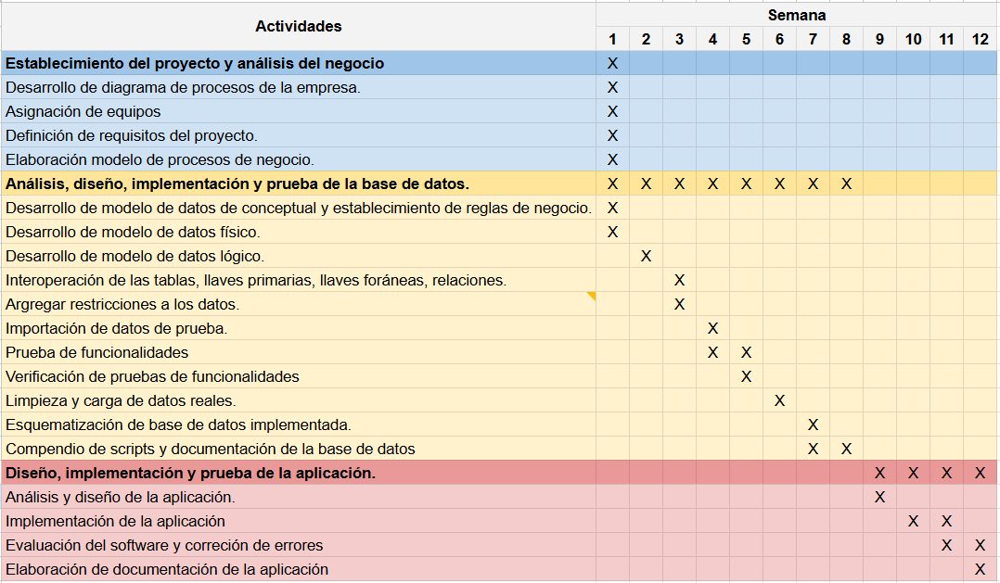 Actividades
Semana
1 2 3 4 5 6 7 8 9 10 11 12
Establecimiento del proyecto y análisis del negocio X
Desarrollo de diagrama de procesos de la empresa. X
Asignación de equipos X
Definición de requisitos del proyecto. X
Elaboración modelo de procesos de negocio. X
Análisis, diseño, implementación y prueba de la base de datos. X X X X X X X X
Desarrollo de modelo de datos de conceptual y establecimiento de reglas de negocio. X
Desarrollo de modelo de datos físico. X
Desarrollo de modelo de datos lógico. X
Interoperación de las tablas, llaves primarias, llaves foráneas, relaciones. X
Argregar restricciones a los datos. X
Importación de datos de prueba. X
Prueba de funcionalidades X X
Verificación de pruebas de funcionalidades X
Limpieza y carga de datos reales. X
Esquematización de base de datos implementada. X
Compendio de scripts y documentación de la base de datos X X
Diseño, implementación y prueba de la aplicación. X X X X
Análisis y diseño de la aplicación. X
Implementación de la aplicación X X
Evaluación del software y correción de errores X X
Elaboración de documentación de la aplicación X